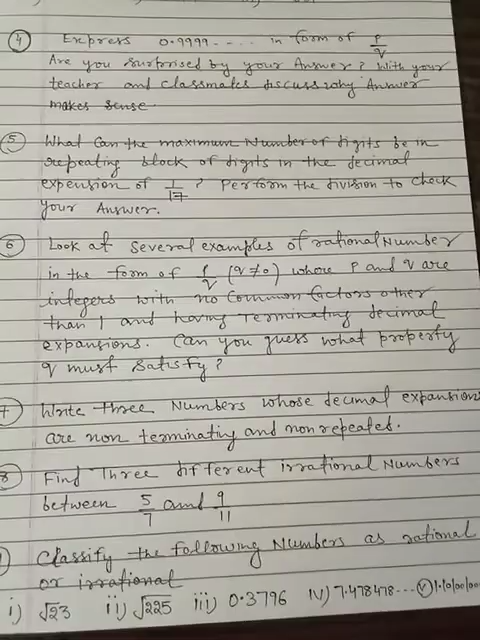 ④ Express 0.9999..... in form of p/q
Are you surprised by your Answer? With your
teacher and classmates discuss why Answer
makes sense.
⑤ What Can the maximum Number of digits be in
repeating block of digits in the decimal
expension of 1/17? Perform the division to check
your Answer.
⑥ Look at several examples of rational Number
in the form of p/q (q≠0) whose P and q are
integers with no Common factors other
than 1 and having terminating decimal
expansions. Can you guess what property
q must satisfy?
7 Write three Numbers whose decimal expansions
are non terminating and non repeated.
8 Find Three different irrational Numbers
between 5/7 and 9/11
Classify the following Numbers as rational
or irrational
i) √23 ii) √225 iii) 0.3796 iv) 7.478478... ⓥ